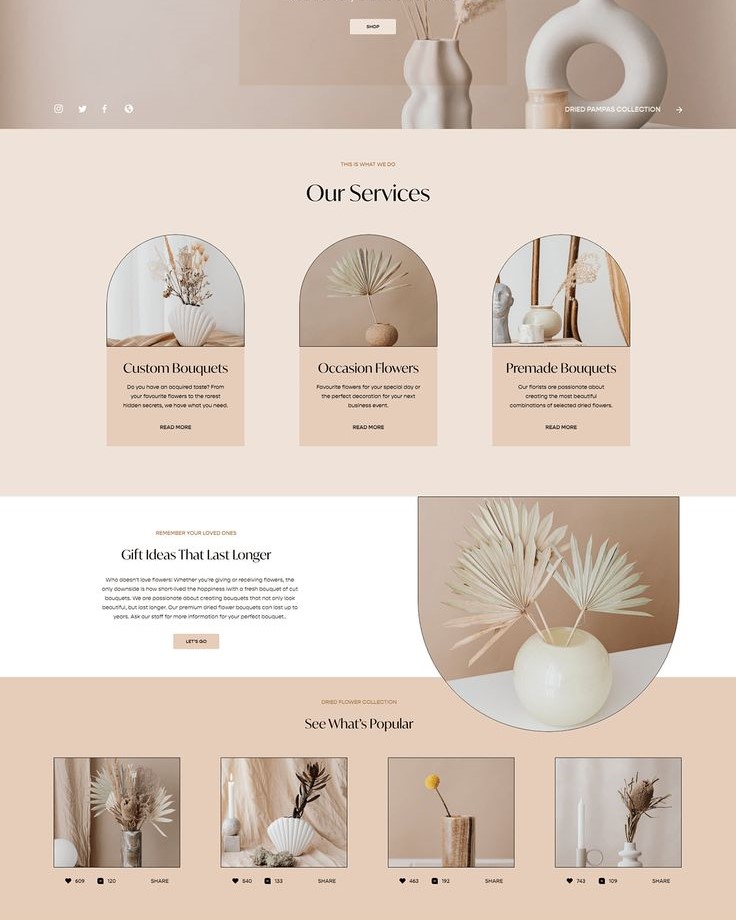 SHOP
DRIED PAMPAS COLLECTION
THIS IS WHAT WE DO
Our Services
Custom Bouquets
Do you have an acquired taste? From
your favourite flowers to the rarest
hidden secrets, we have what you need.
READ MORE
Occasion Flowers
Favourite flowers for your special day or
the perfect decoration for your next
business event.
READ MORE
Premade Bouquets
Our florists are passionate about
creating the most beautiful
combinations of selected dried flowers.
READ MORE
REMEMBER YOUR LOVED ONES
Gift Ideas That Last Longer
Who doesn't love flowers! Whether you're giving or receiving flowers, the
only downside is how short-lived the happiness with a fresh bouquet of cut
bouquets. We are passionate about creating bouquets that not only look
beautiful, but last longer. Our premium dried flower bouquets can last up to
years. Ask our staff for more information for your perfect bouquet..
LET'S GO
DRIED FLOWER COLLECTION
See What's Popular
609 120 SHARE
540 133 SHARE
463 192 SHARE
743 109 SHARE